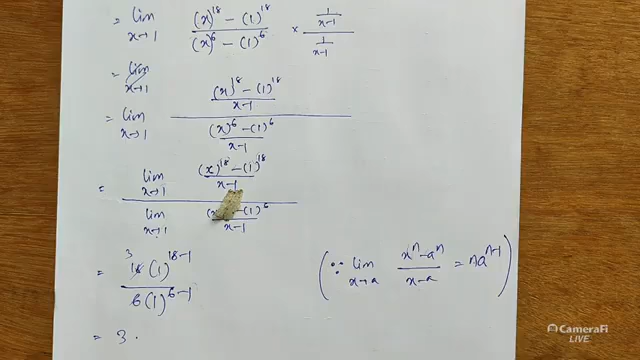 = lim x→1 (x)^18 − (1)^18 / (x)^6 − (1)^6 × 1/(x−1) / 1/(x−1)
= lim x→1
= lim x→1 (x)^18 − (1)^18 / x−1 / (x)^6 − (1)^6 / x−1
= lim x→1 (x)^18 − (1)^18 / x−1 / lim x→1 (x) − (1)^6 / x−1
= 3 18 (1)^18−1 / 6 (1)^6−1
(∵ lim x→a x^n − a^n / x−a = n a^n−1)
= 3.
CameraFi
LIVE